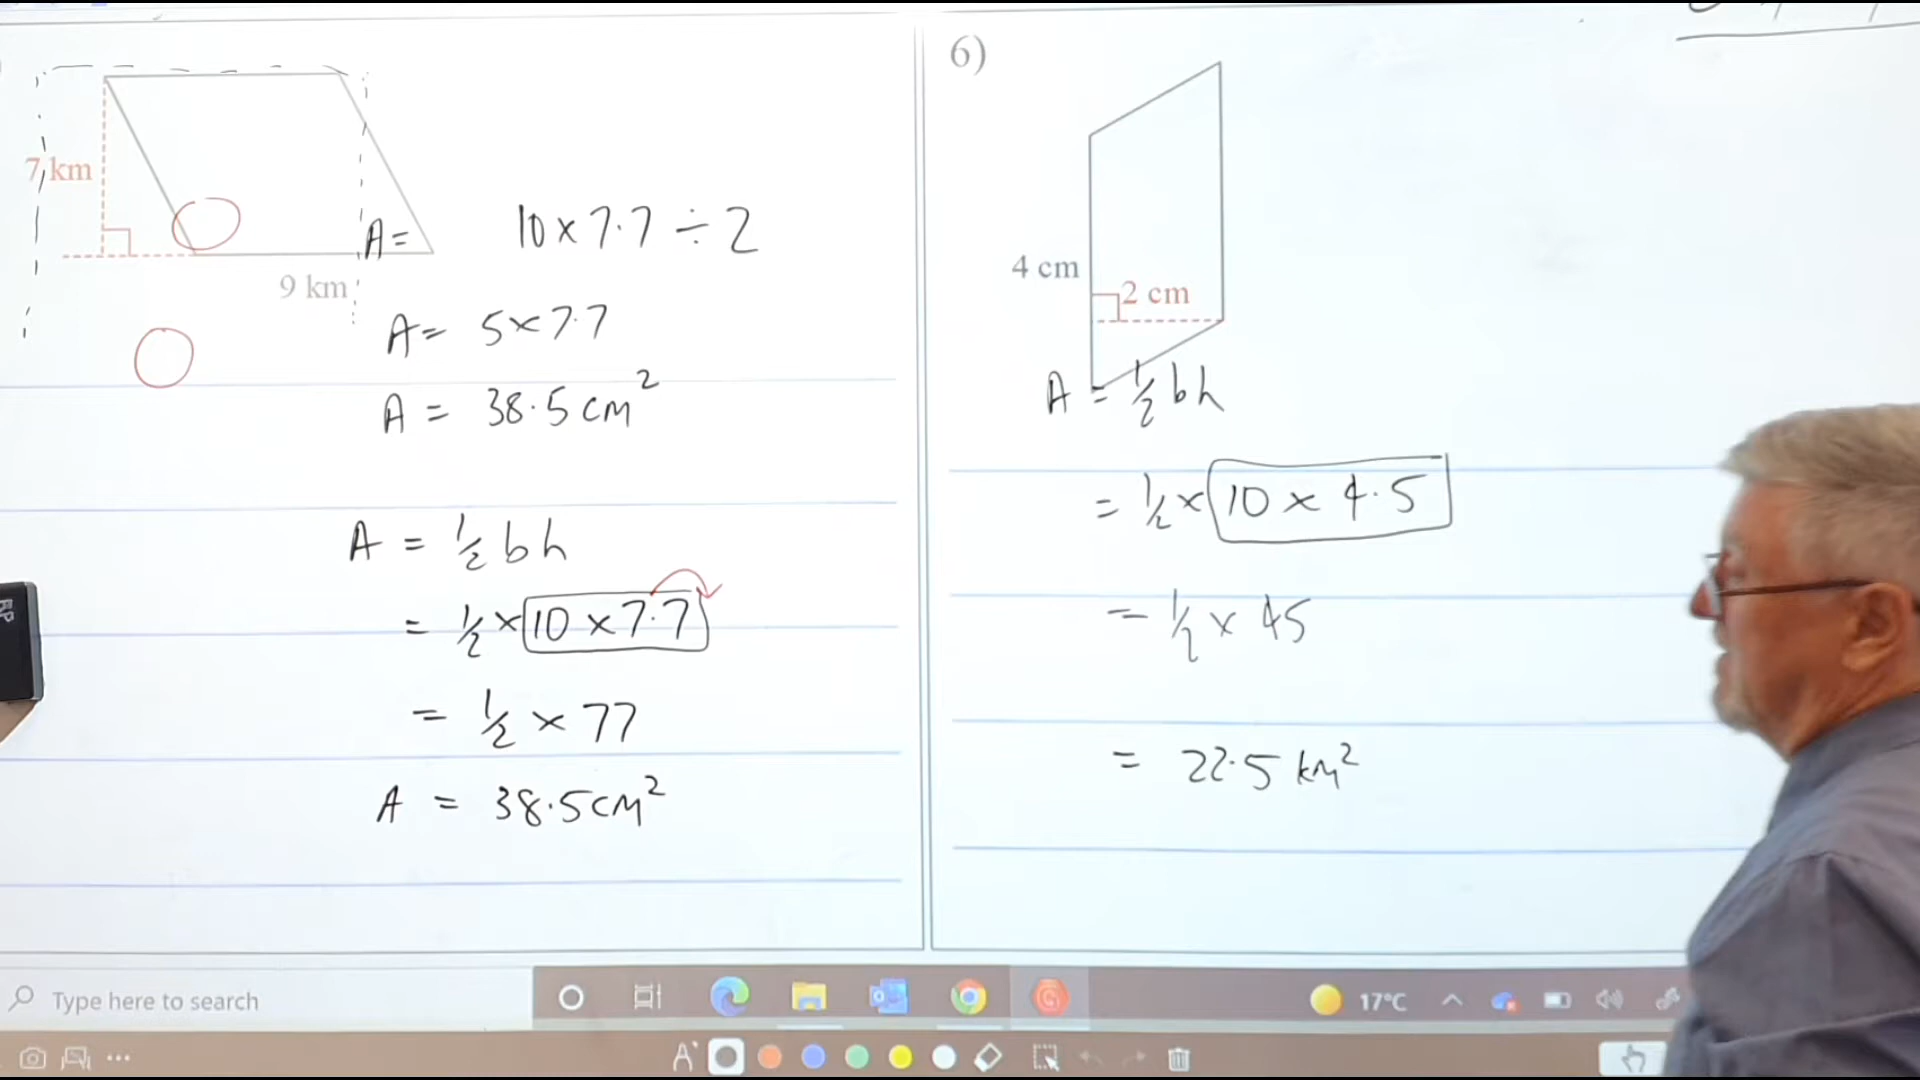 7 km
9 km
A = 10 x 7.7 ÷ 2
A = 5 x 7.7
A = 38.5 cm²
A = ½ b h
= ½ x 10 x 7.7
= ½ x 77
A = 38.5 cm²
6)
4 cm
2 cm
A = ½ b h
= ½ x 10 x 4.5
= ½ x 45
= 22.5 km²
Type here to search
17°C